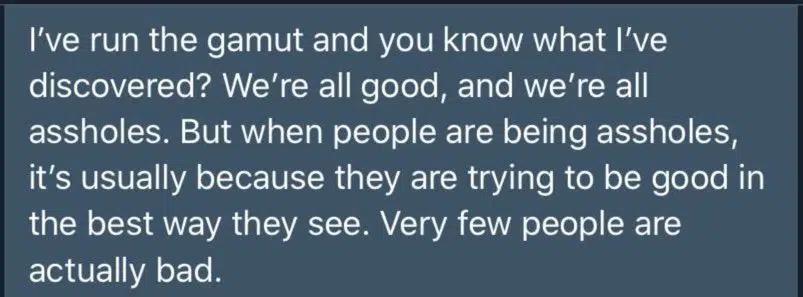 I’ve run the gamut and you know what I’ve
discovered? We’re all good, and we’re all
assholes. But when people are being assholes,
it’s usually because they are trying to be good in
the best way they see. Very few people are
actually bad.